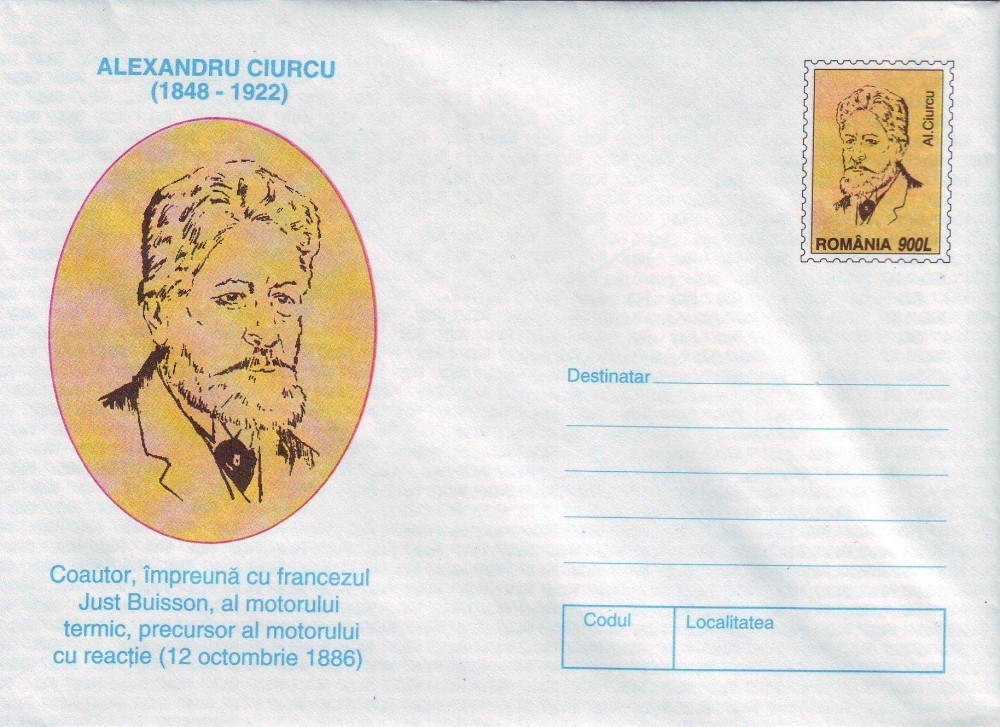 ALEXANDRU CIURCU
(1848 - 1922)
Al.Ciurcu
ROMÂNIA 900L
Coautor, împreună cu francezul
Just Buisson, al motorului
termic, precursor al motorului
cu reacție (12 octombrie 1886)
Destinatar
Codul
Localitatea